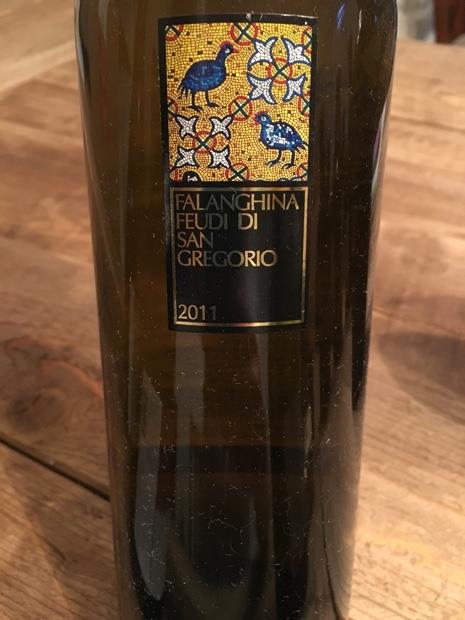 FALANGHINA
FEUDI DI
SAN
GREGORIO
2011